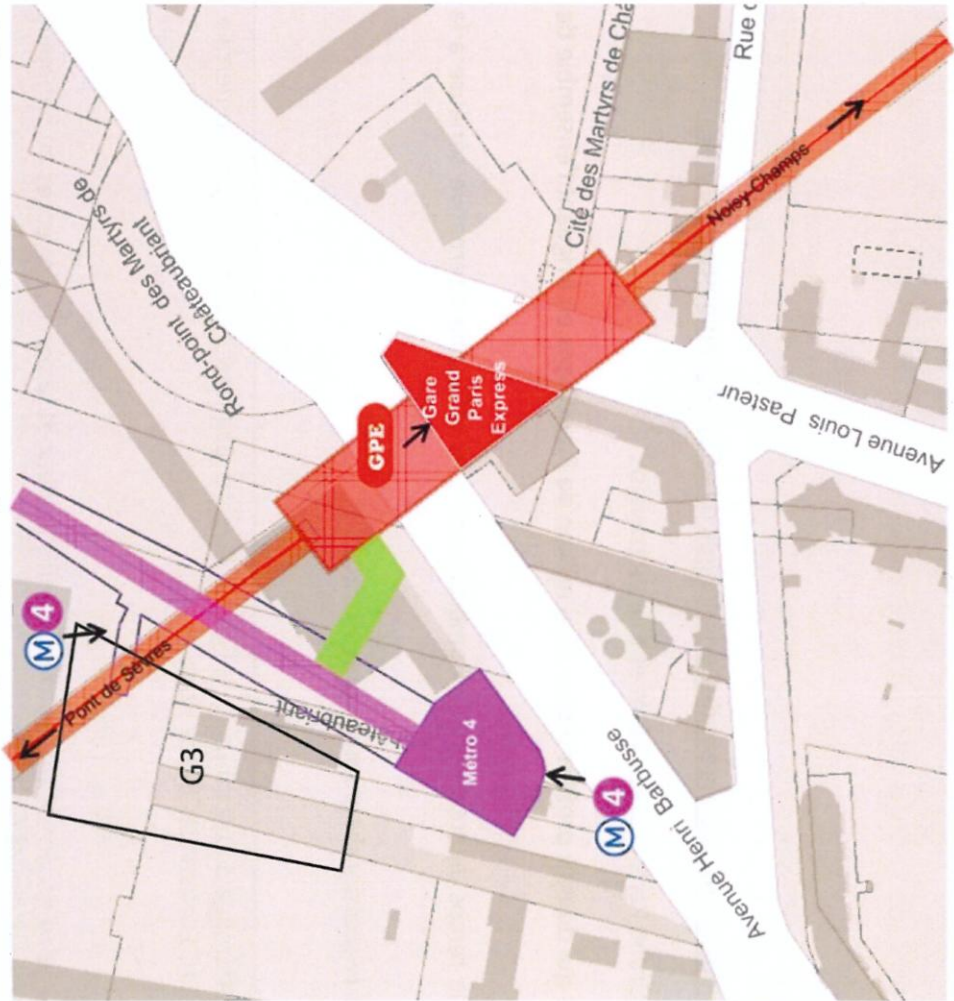 Rue
Cité des Martyrs de
Noisy-Champs
Rond-point des Martyrs de
Châteaubriant
Gare
Grand
Paris
Express
GPE
Avenue Louis Pasteur
M 4
Pont de Sèvres
G3
Châteaubriant
Métro 4
M 4
Avenue Henri Barbusse